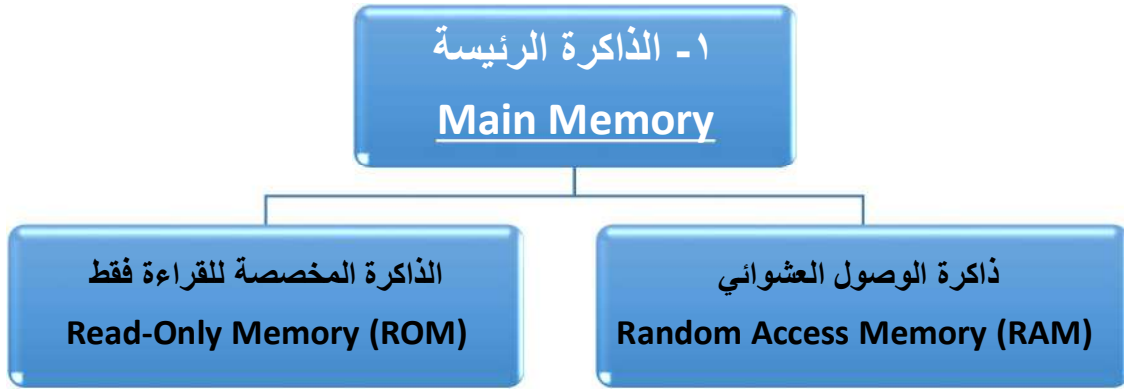 ١- الذاكرة الرئيسة
Main Memory
ذاكرة الوصول العشوائي
Random Access Memory (RAM)
الذاكرة المخصصة للقراءة فقط
Read-Only Memory (ROM)